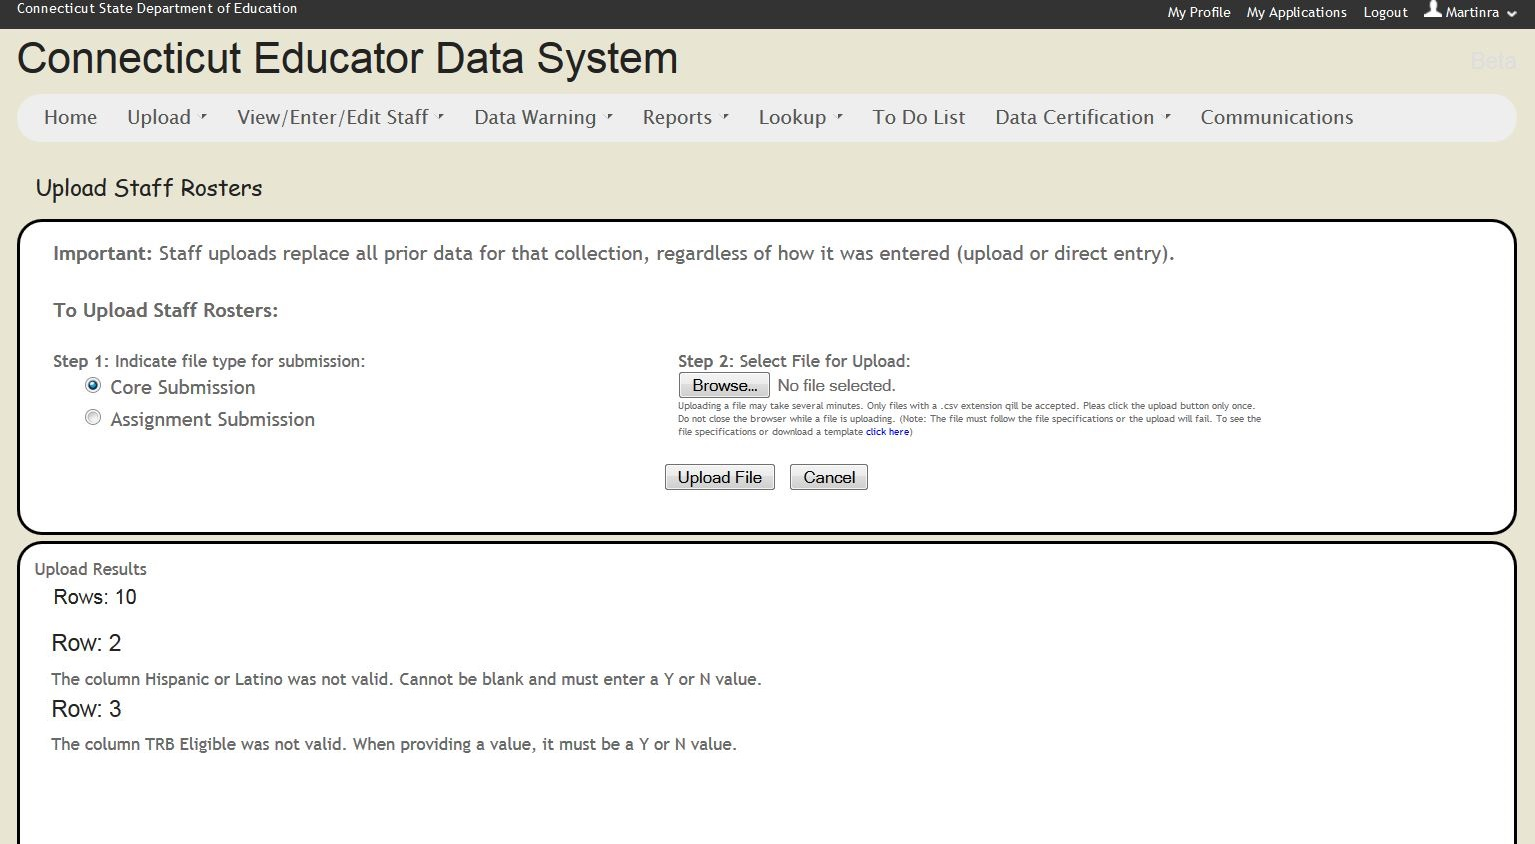 Connecticut State Department of Education
My Profile My Applications Logout Martinra
Connecticut Educator Data System
Beta
Home Upload View/Enter/Edit Staff Data Warning Reports Lookup To Do List Data Certification Communications
Upload Staff Rosters
Important: Staff uploads replace all prior data for that collection, regardless of how it was entered (upload or direct entry).
To Upload Staff Rosters:
Step 1: Indicate file type for submission:
Core Submission
Assignment Submission
Step 2: Select File for Upload:
Browse... No file selected.
Uploading a file may take several minutes. Only files with a .csv extension qill be accepted. Pleas click the upload button only once.
Do not close the browser while a file is uploading. (Note: The file must follow the file specifications or the upload will fail. To see the
file specifications or download a template click here)
Upload File Cancel
Upload Results
Rows: 10
Row: 2
The column Hispanic or Latino was not valid. Cannot be blank and must enter a Y or N value.
Row: 3
The column TRB Eligible was not valid. When providing a value, it must be a Y or N value.